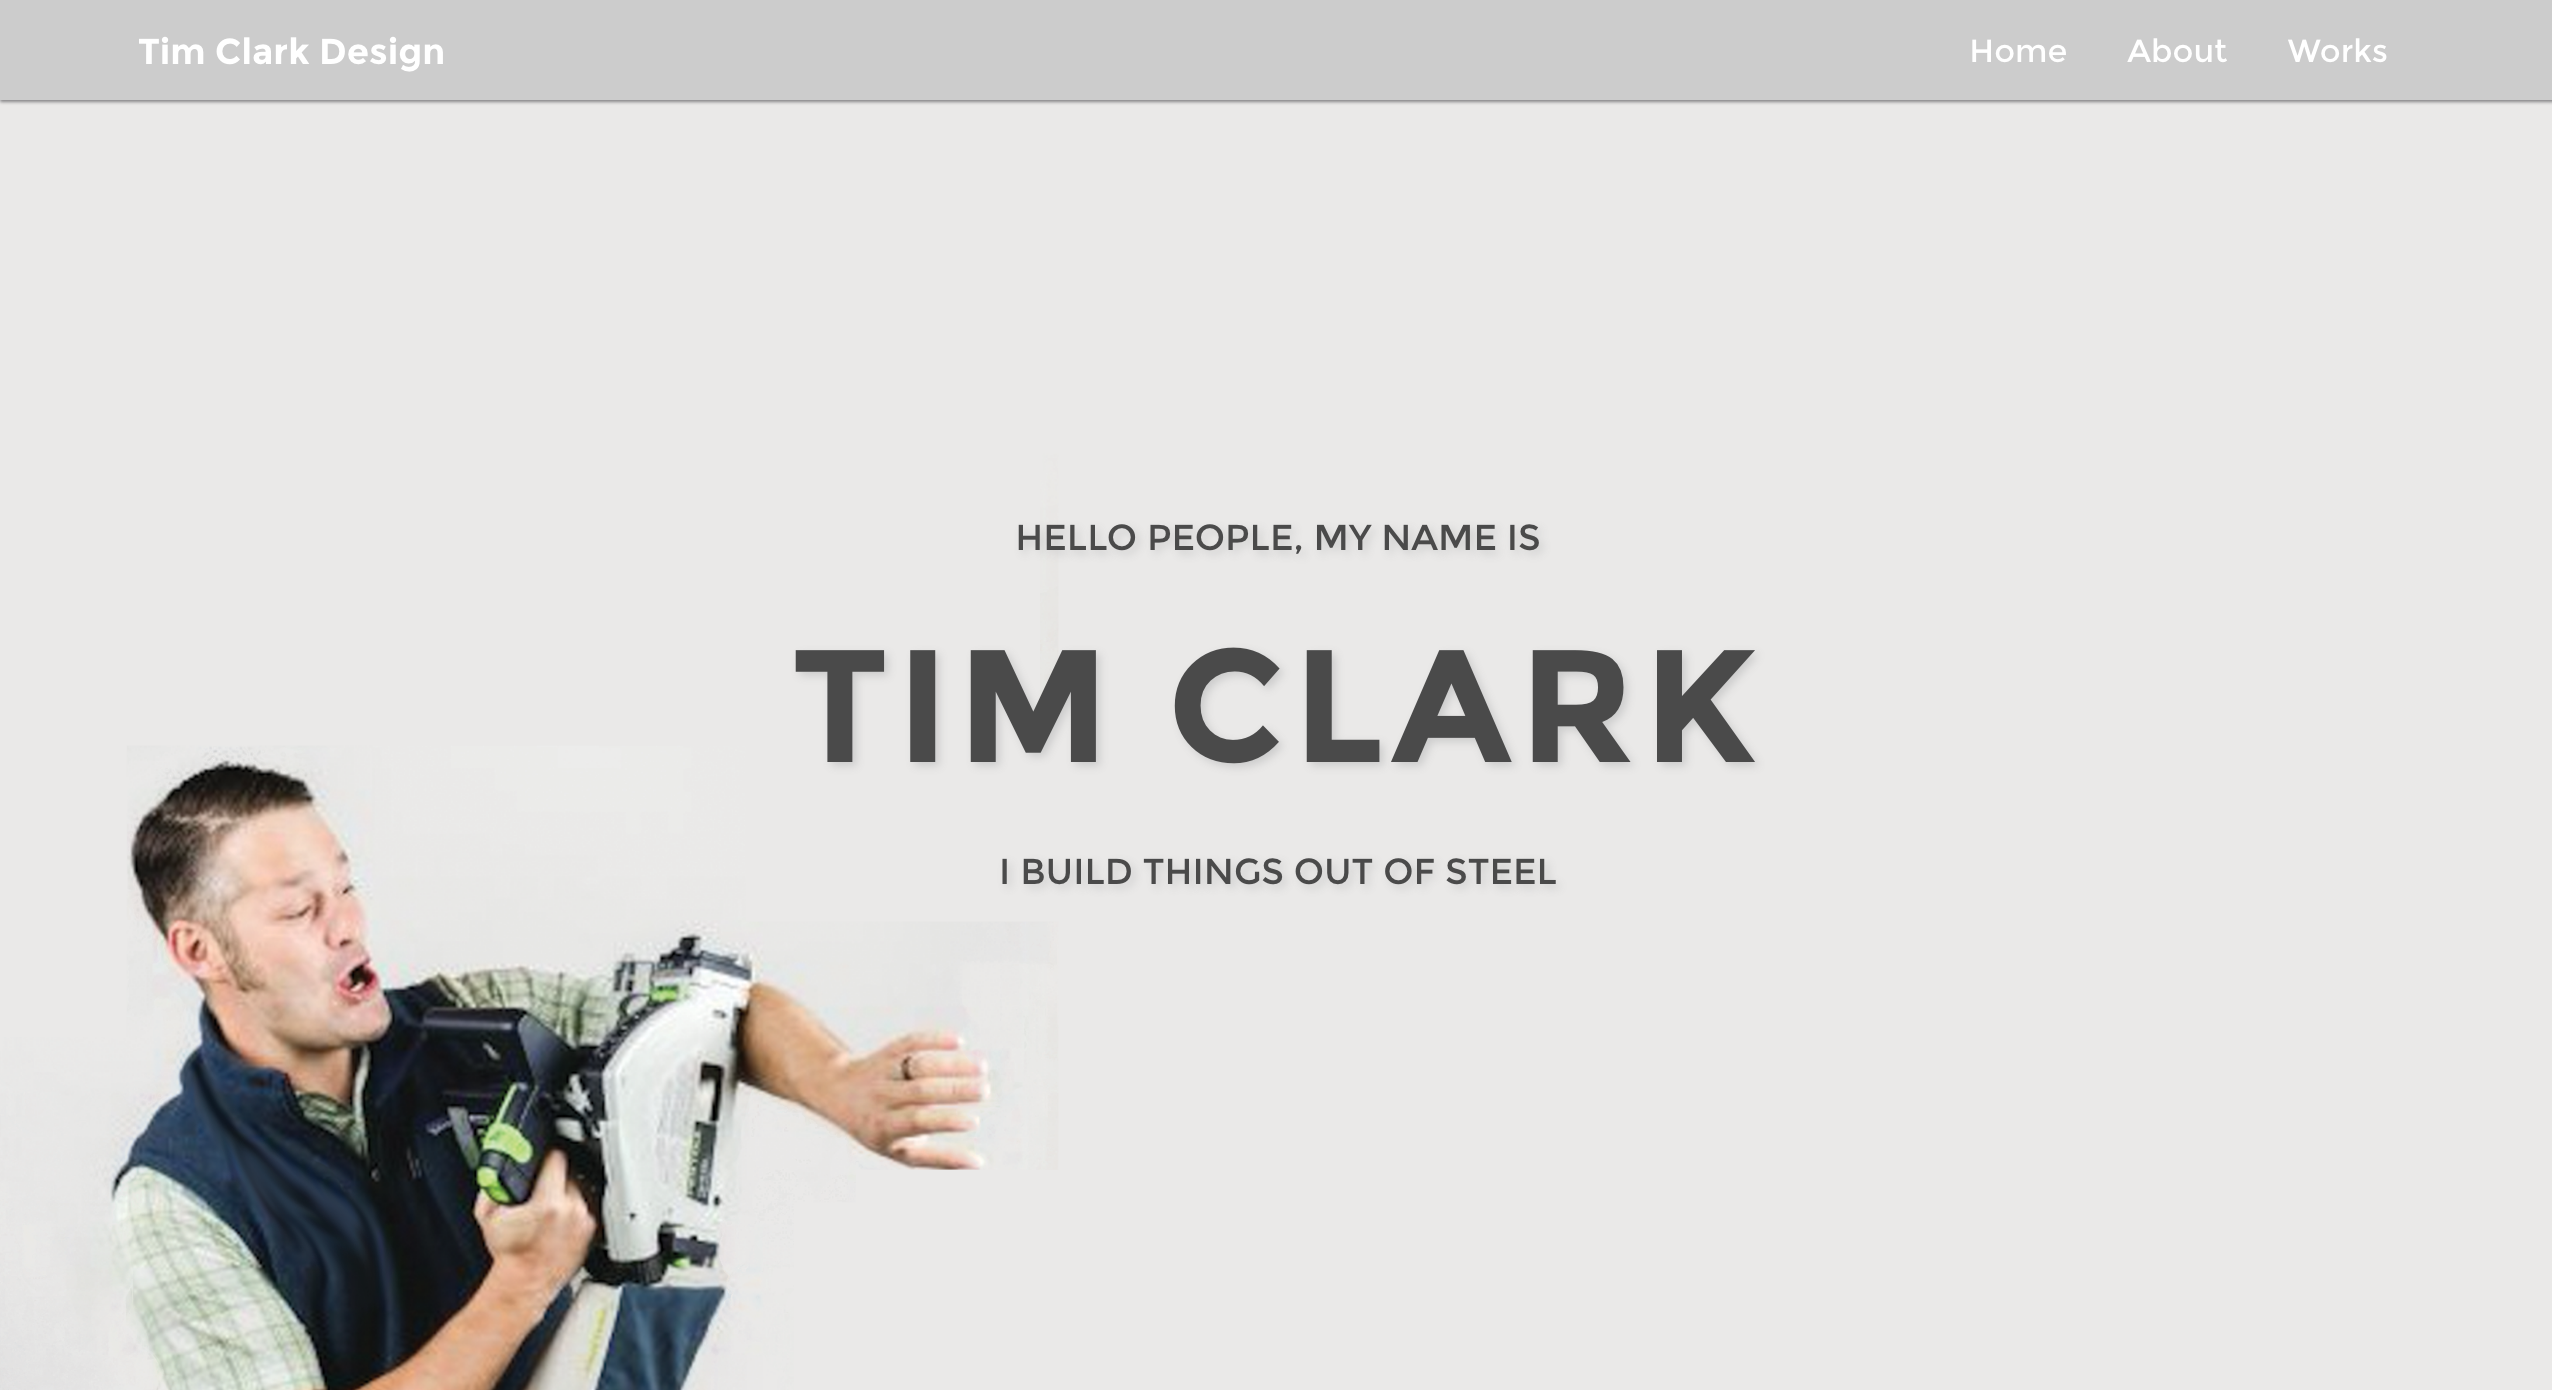 Tim Clark Design
Home About Works
HELLO PEOPLE, MY NAME IS
TIM CLARK
I BUILD THINGS OUT OF STEEL